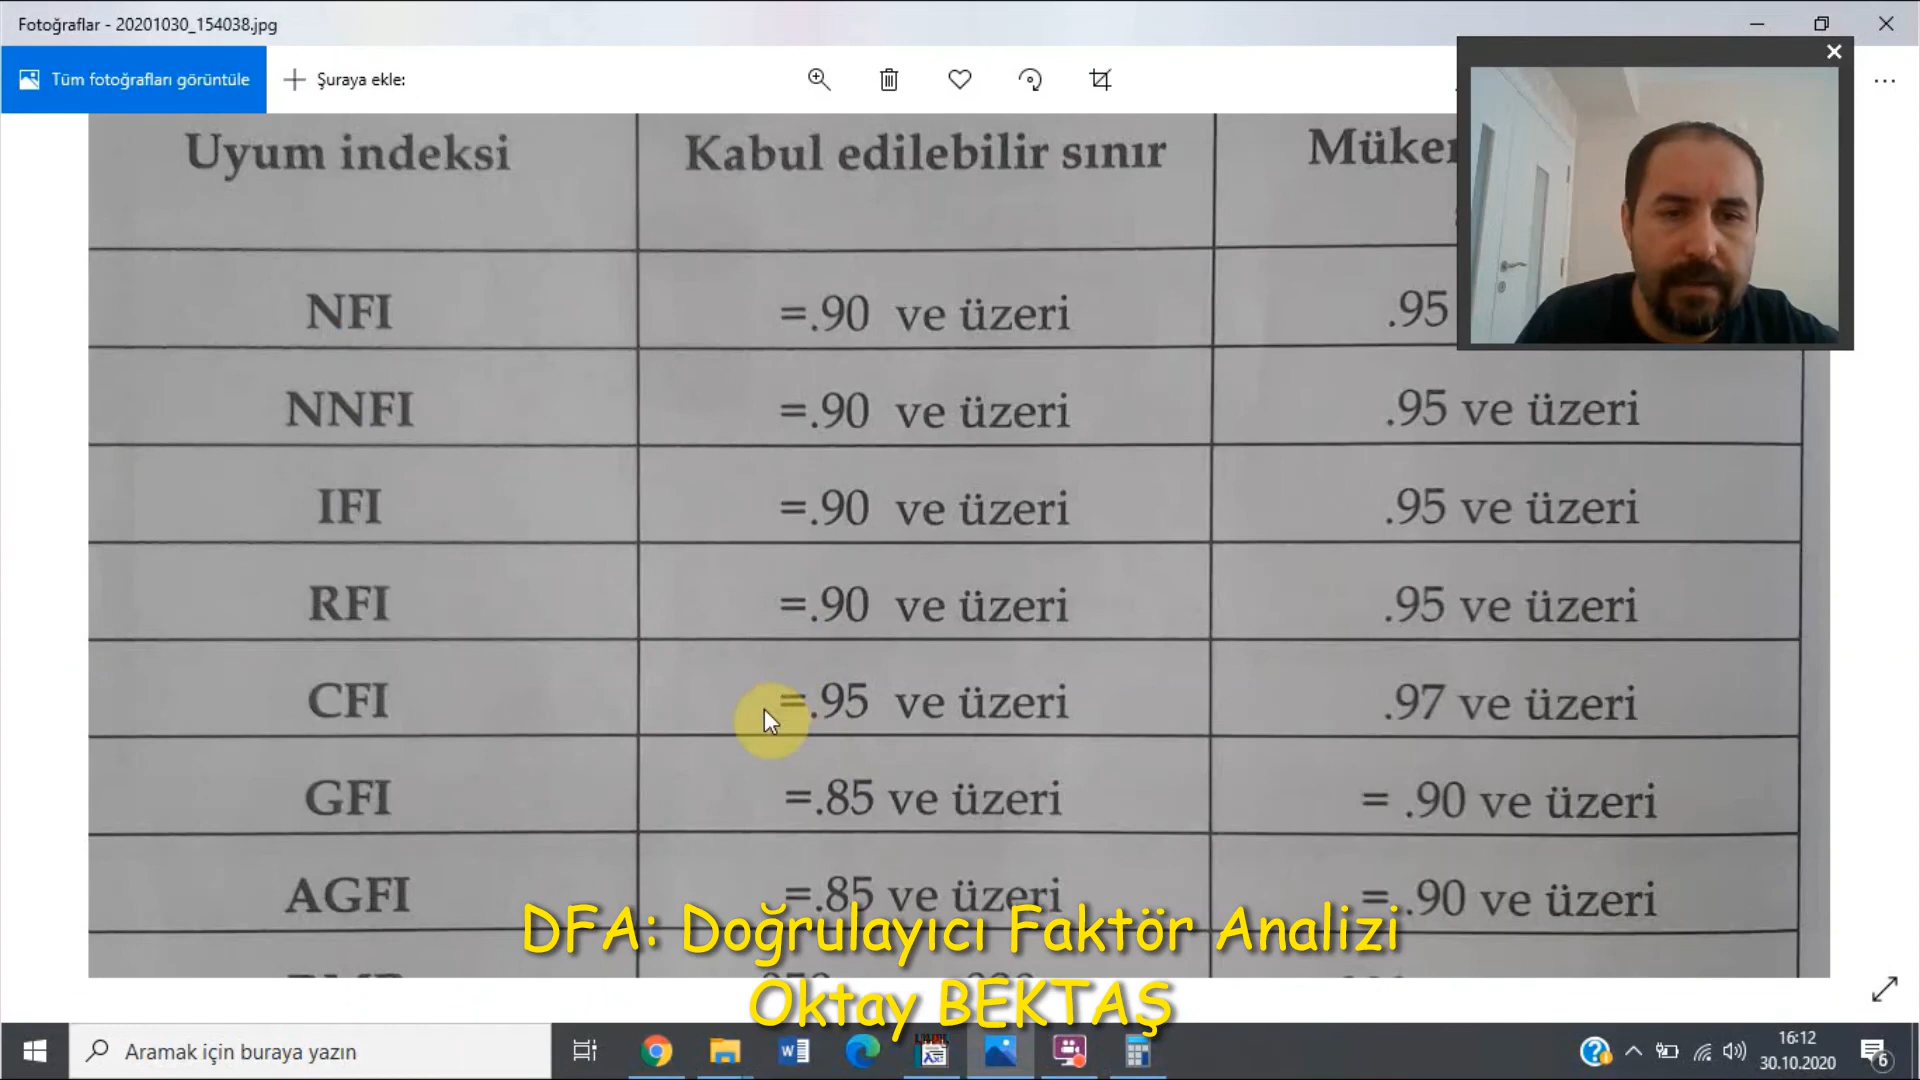 Fotoğraflar - 20201030_154038.jpg
Tüm fotoğrafları görüntüle
Şuraya ekle:
Uyum indeksi Kabul edilebilir sınır
NFI =.90 ve üzeri .95
NNFI =.90 ve üzeri .95 ve üzeri
IFI =.90 ve üzeri .95 ve üzeri
RFI =.90 ve üzeri .95 ve üzeri
CFI =.95 ve üzeri .97 ve üzeri
GFI =.85 ve üzeri = .90 ve üzeri
AGFI =.85 ve üzeri = .90 ve üzeri
DFA: Doğrulayıcı Faktör Analizi
Oktay BEKTAŞ
Aramak için buraya yazın
16:12
30.10.2020
6